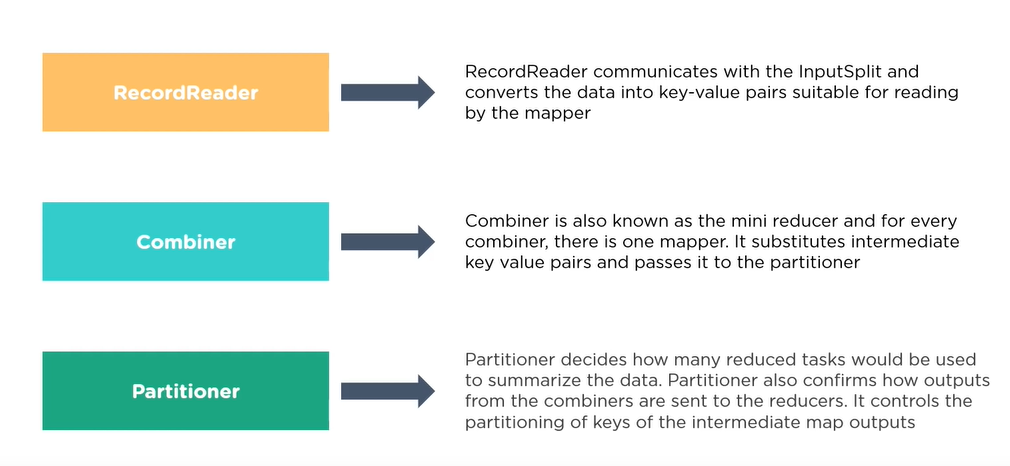 RecordReader
RecordReader communicates with the InputSplit and
converts the data into key-value pairs suitable for reading
by the mapper
Combiner
Combiner is also known as the mini reducer and for every
combiner, there is one mapper. It substitutes intermediate
key value pairs and passes it to the partitioner
Partitioner
Partitioner decides how many reduced tasks would be used
to summarize the data. Partitioner also confirms how outputs
from the combiners are sent to the reducers. It controls the
partitioning of keys of the intermediate map outputs